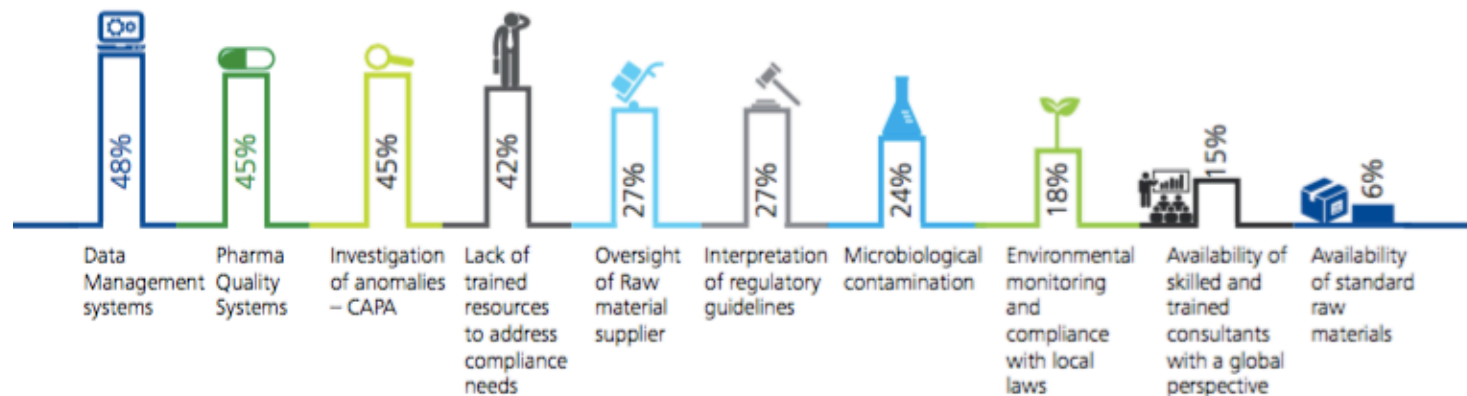 48%
45%
45%
42%
27%
27%
24%
18%
15%
6%
Data
Management
systems
Pharma
Quality
Systems
Investigation
of anomalies
– CAPA
Lack of
trained
resources
to address
compliance
needs
Oversight
of Raw
material
supplier
Interpretation
of regulatory
guidelines
Microbiological
contamination
Environmental
monitoring
and
compliance
with local
laws
Availability of
skilled and
trained
consultants
with a global
perspective
Availability
of standard
raw
materials